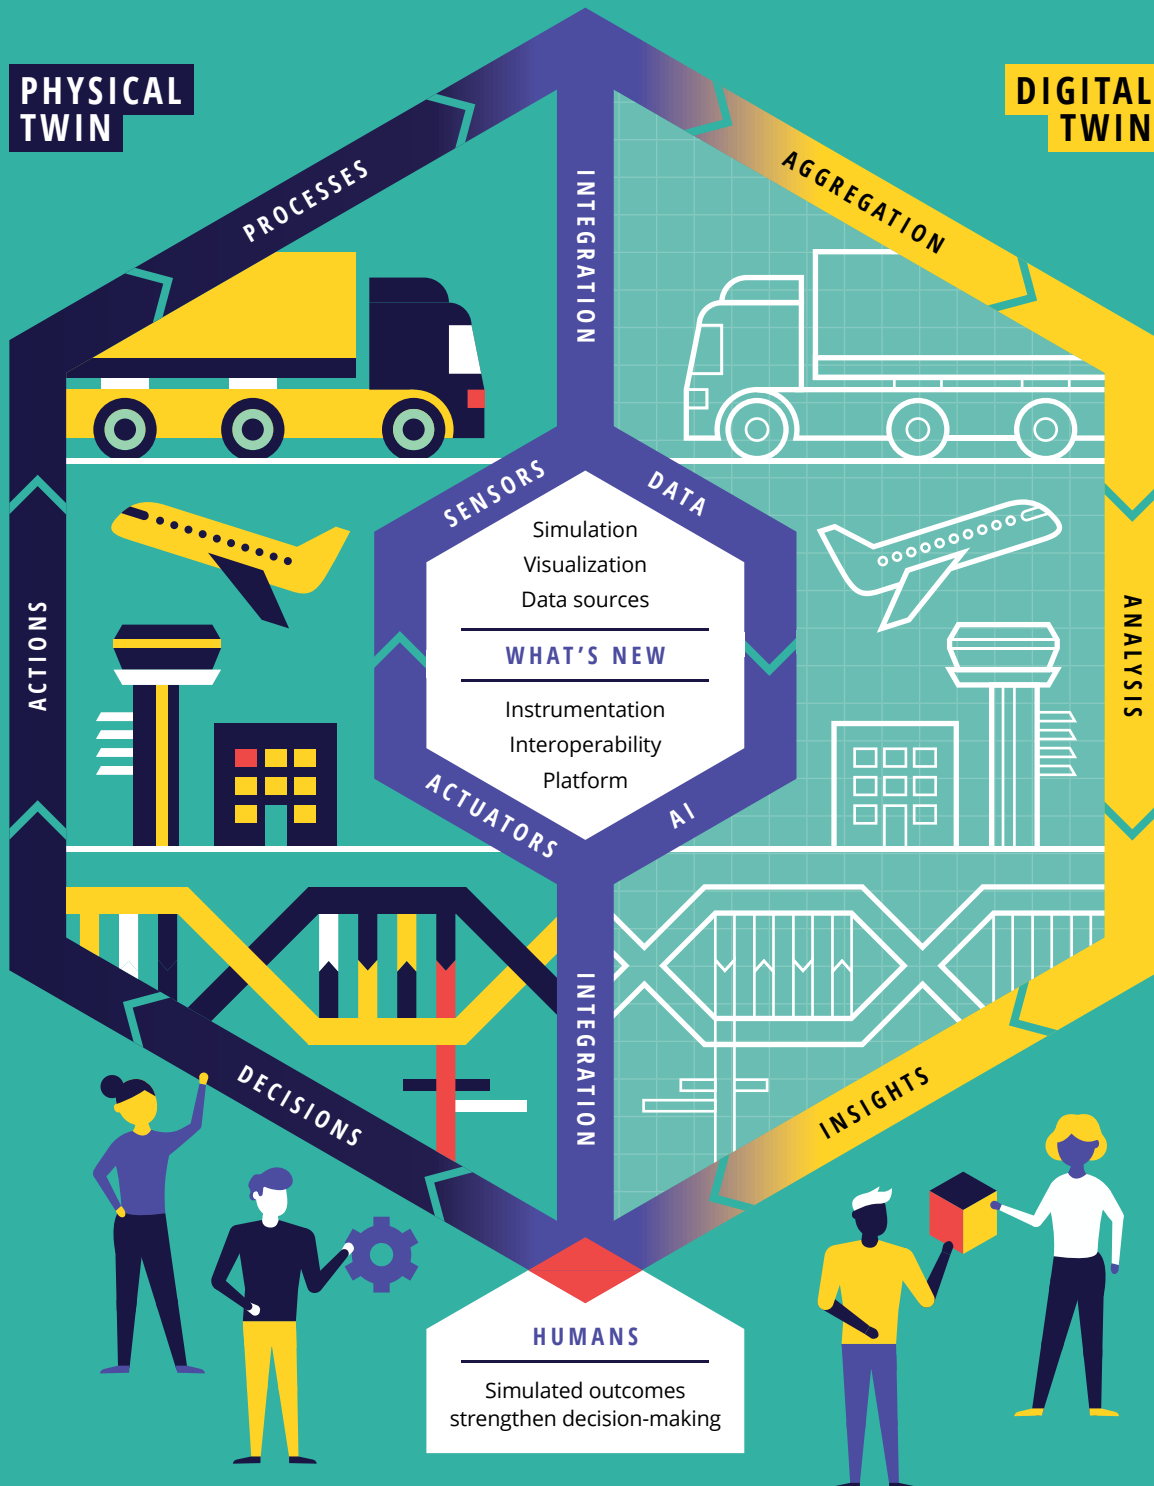 PHYSICAL
TWIN
DIGITAL
TWIN
PROCESSES
INTEGRATION
AGGREGATION
SENSORS
DATA
Simulation
Visualization
Data sources
WHAT'S NEW
Instrumentation
Interoperability
Platform
ACTIONS
ANALYSIS
ACTUATORS
AI
INTEGRATION
DECISIONS
INSIGHTS
HUMANS
Simulated outcomes
strengthen decision-making